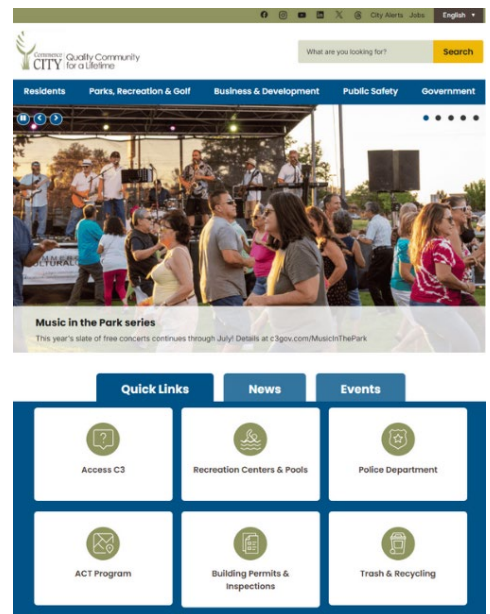 City Alerts Jobs English
COMMERCE
CITY
Quality Community
for a Lifetime
What are you looking for?
Search
Residents Parks, Recreation & Golf Business & Development Public Safety Government
Music in the Park series
This year's slate of free concerts continues through July! Details at c3gov.com/MusicInThePark
Quick Links News Events
Access C3 Recreation Centers & Pools Police Department
ACT Program Building Permits & Trash & Recycling
Inspections